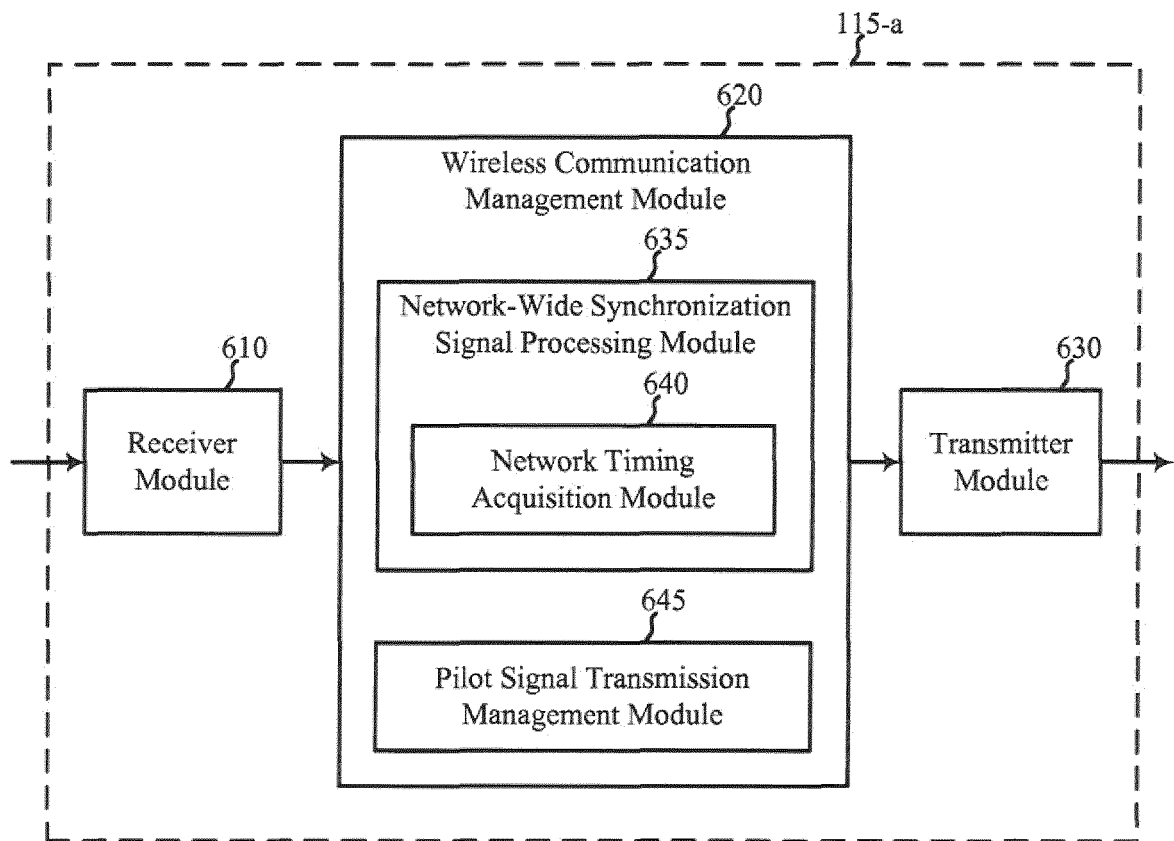 115-a
620
Wireless Communication
Management Module
635
Network-Wide Synchronization
Signal Processing Module
610
Receiver
Module
640
Network Timing
Acquisition Module
630
Transmitter
Module
645
Pilot Signal Transmission
Management Module